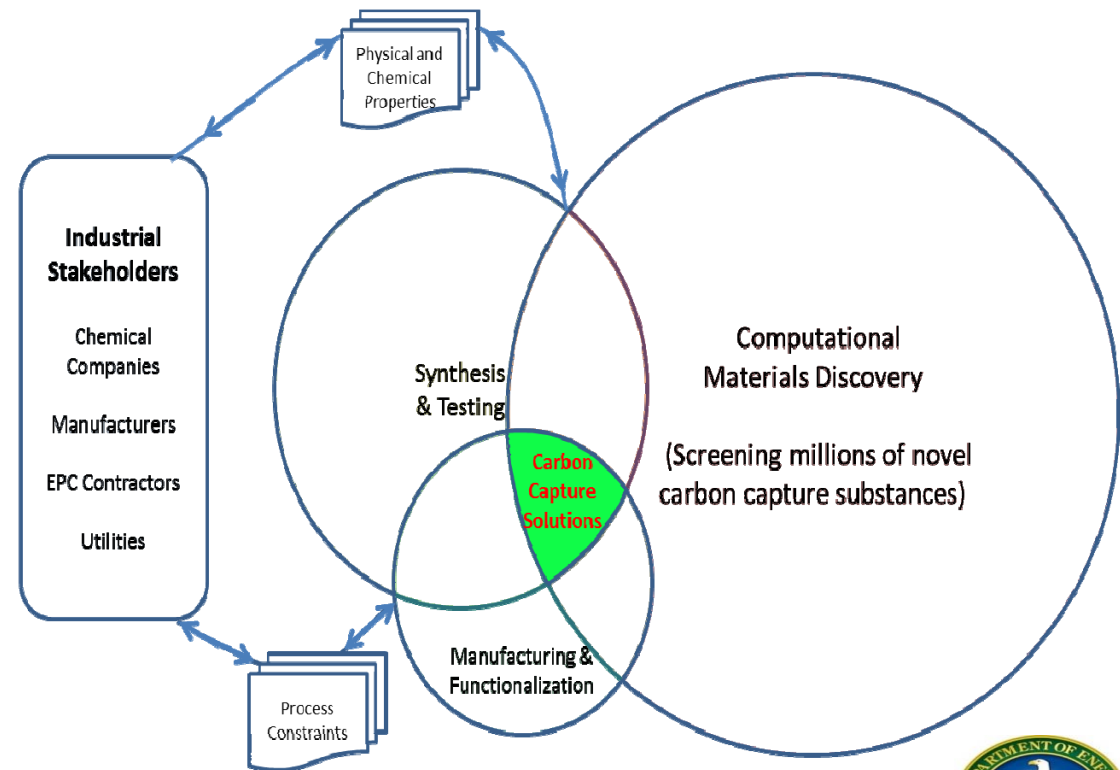 Physical and
Chemical
Properties
Industrial
Stakeholders
Chemical
Companies
Manufacturers
EPC Contractors
Utilities
Synthesis
& Testing
Computational
Materials Discovery
(Screening millions of novel
carbon capture substances)
Carbon
Capture
Solutions
Manufacturing &
Functionalization
Process
Constraints